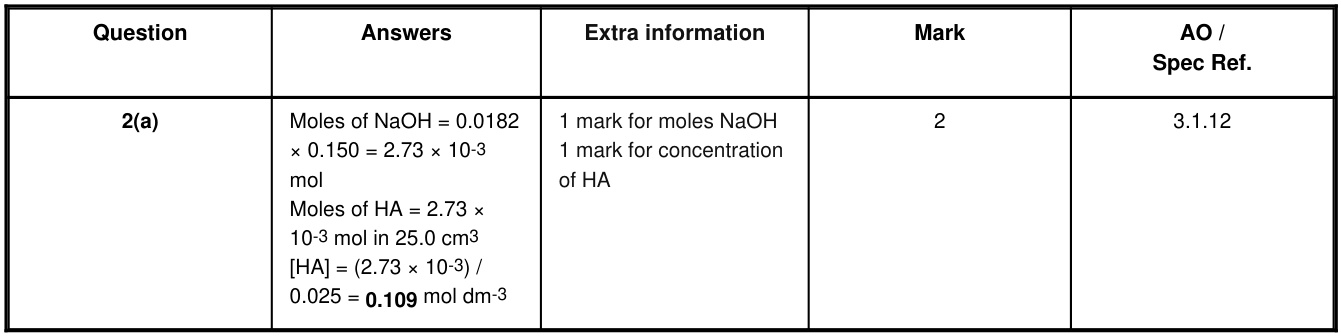 Question Answers Extra information Mark AO /
Spec Ref.
2(a) Moles of NaOH = 0.0182 1 mark for moles NaOH 2 3.1.12
× 0.150 = 2.73 × 10-3 1 mark for concentration
mol of HA
Moles of HA = 2.73 ×
10-3 mol in 25.0 cm3
[HA] = (2.73 × 10-3) /
0.025 = 0.109 mol dm-3